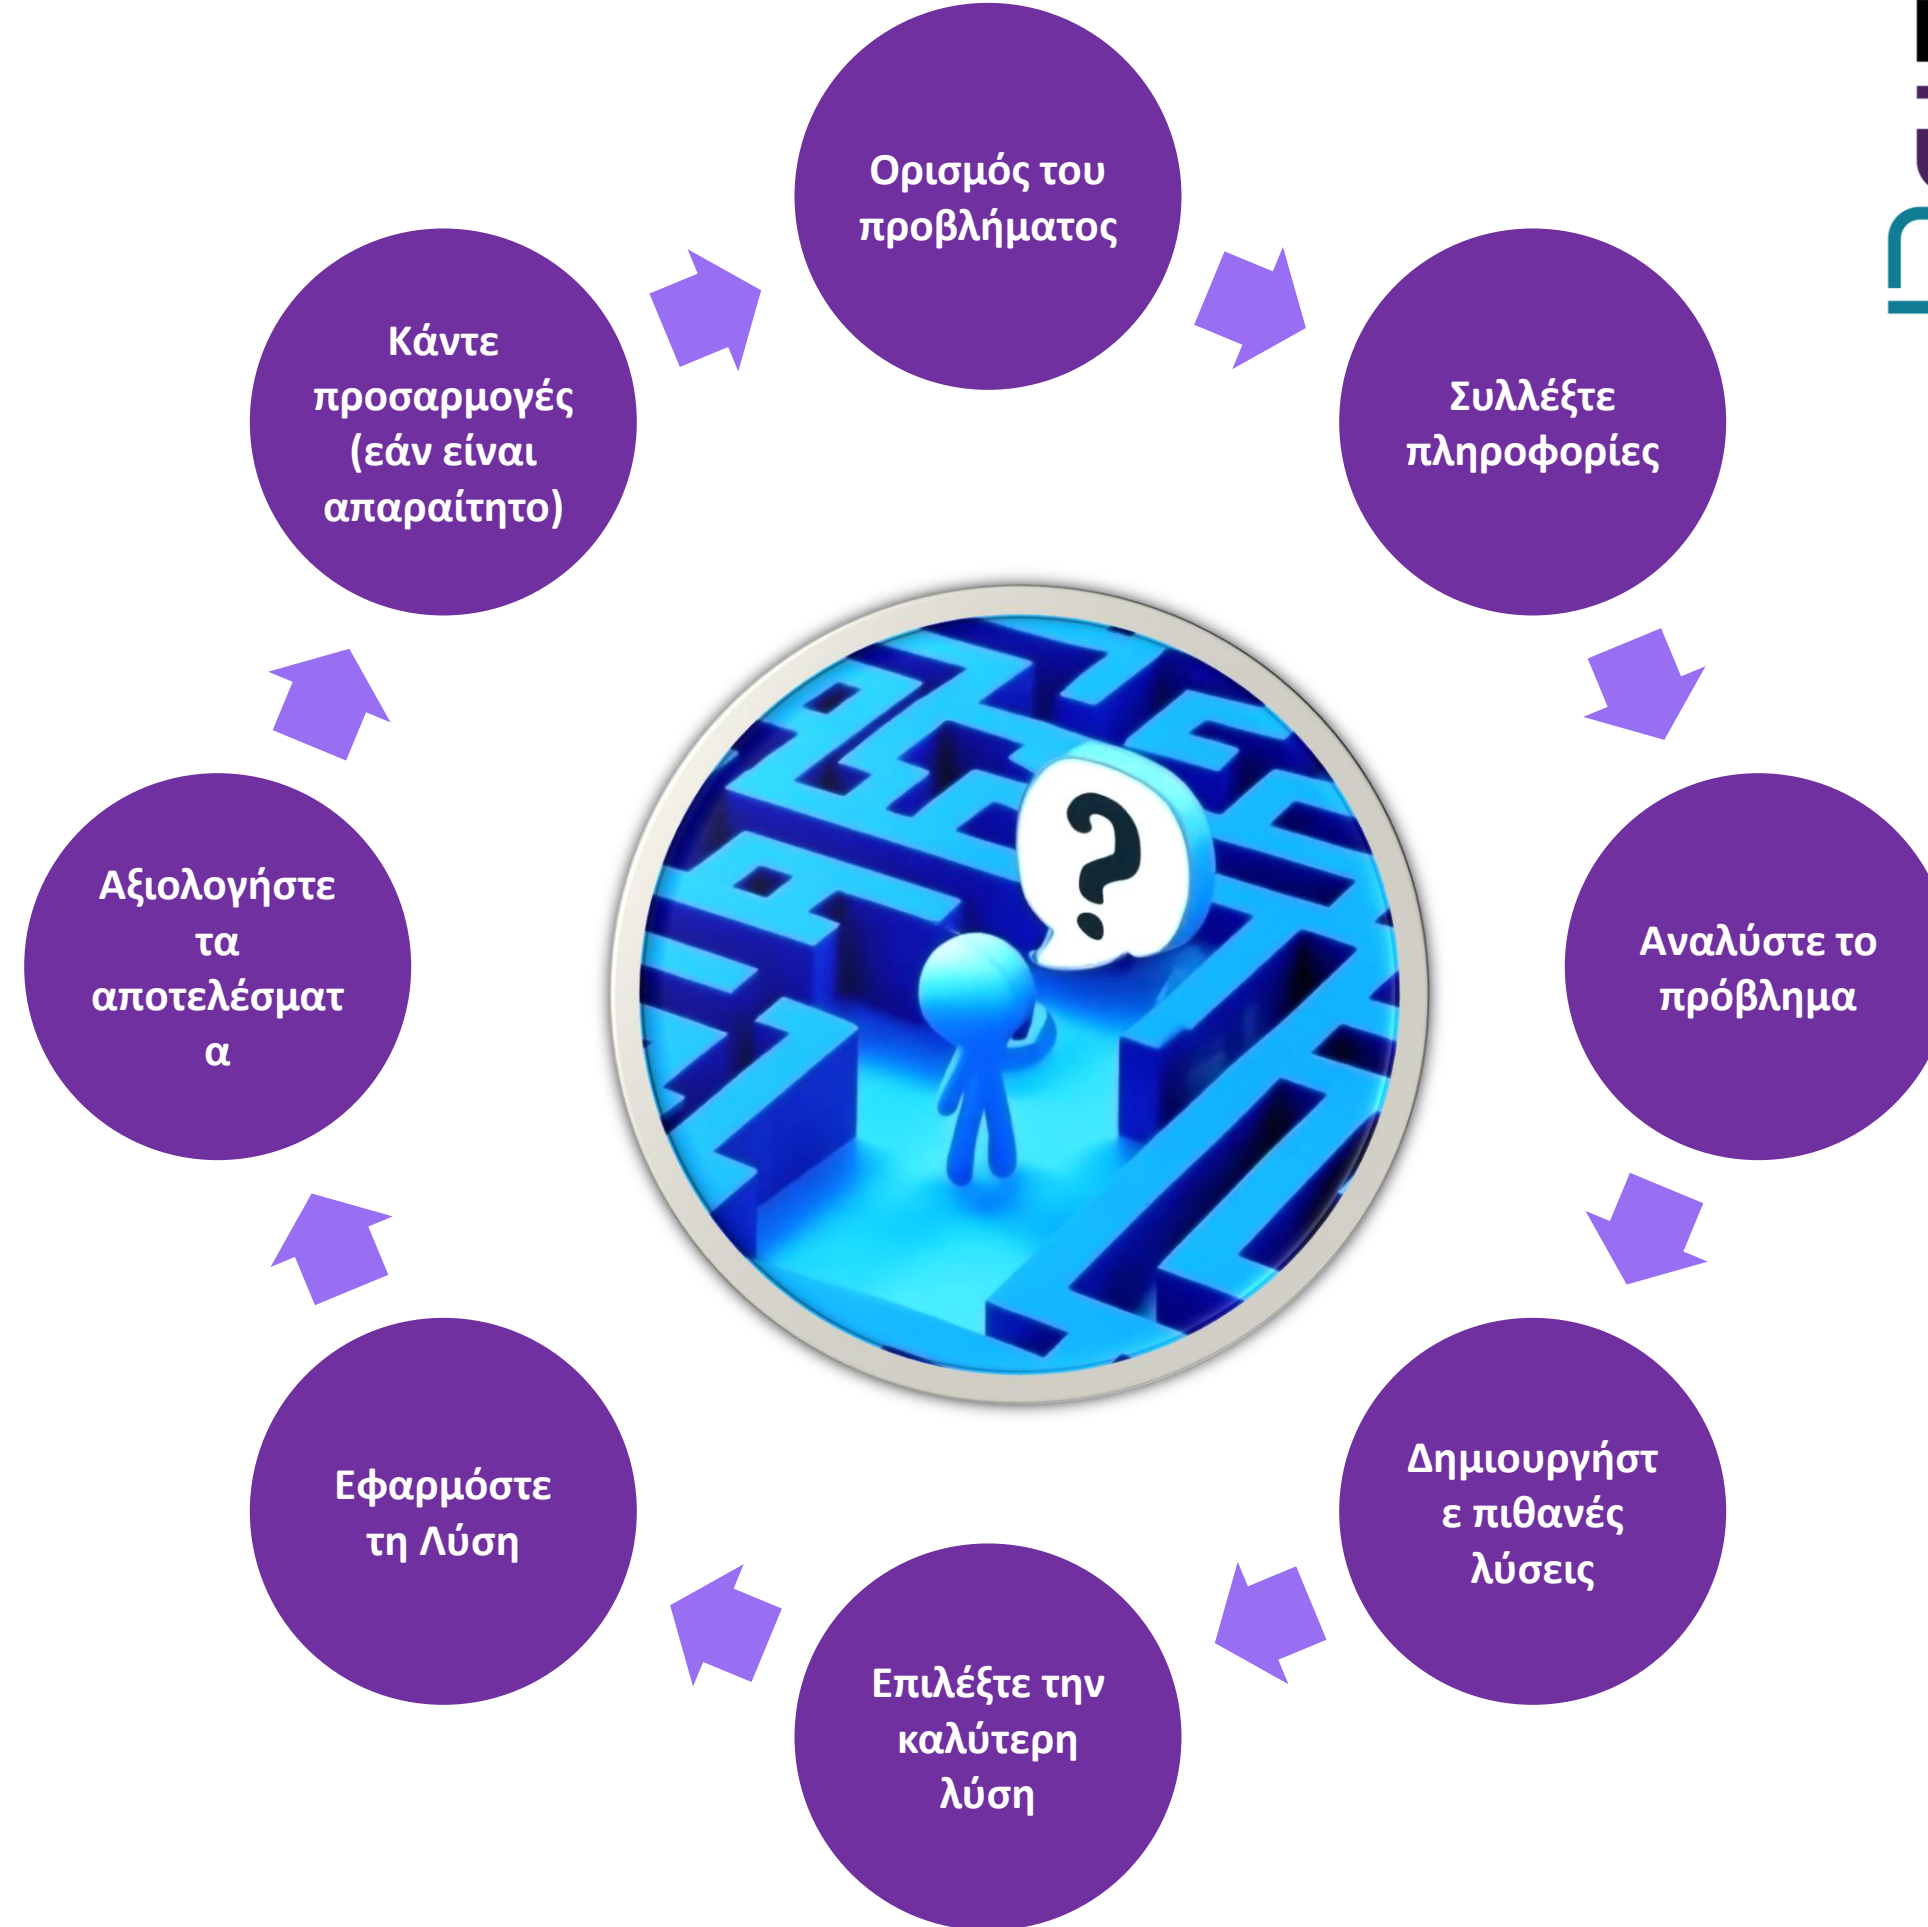 Ορισμός του
προβλήματος
Συλλέξτε
πληροφορίες
Αναλύστε το
πρόβλημα
Δημιουργήστ
ε πιθανές
λύσεις
Επιλέξτε την
καλύτερη
λύση
Εφαρμόστε
τη Λύση
Αξιολογήστε
τα
αποτελέσματ
α
Κάντε
προσαρμογές
(εάν είναι
απαραίτητο)
?